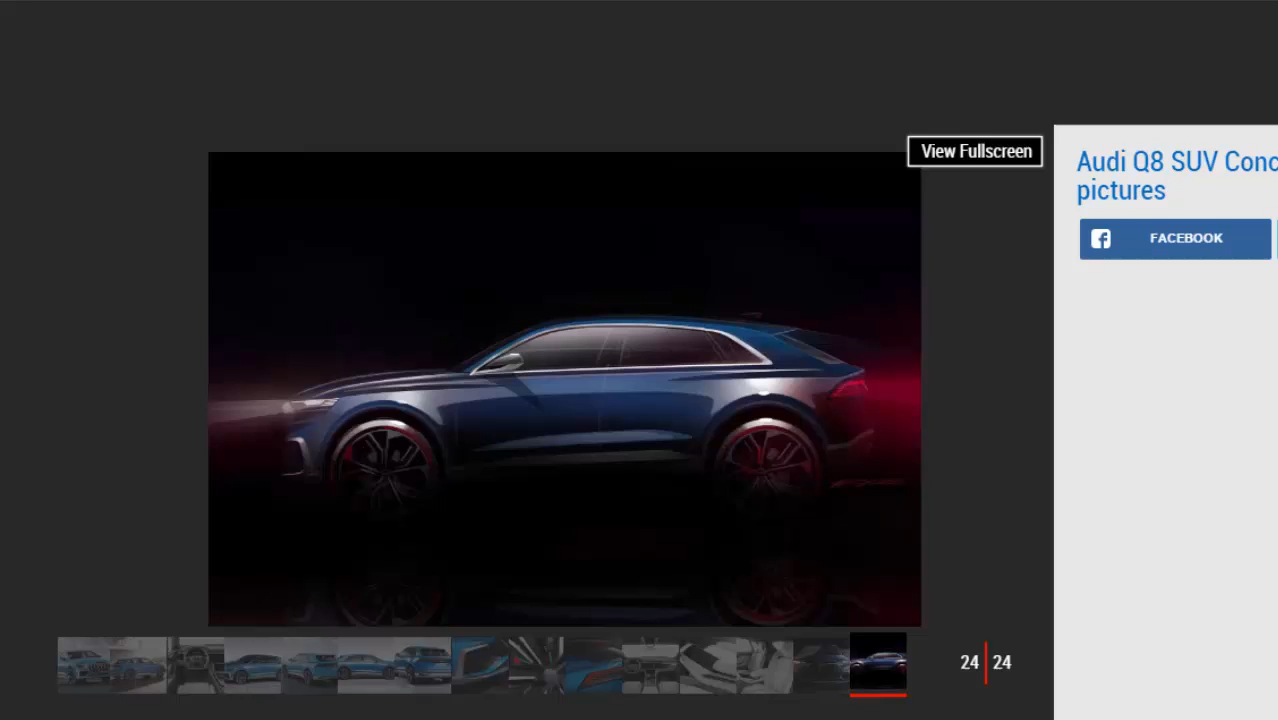 View Fullscreen
Audi Q8 SUV Conc
pictures
FACEBOOK
24 24